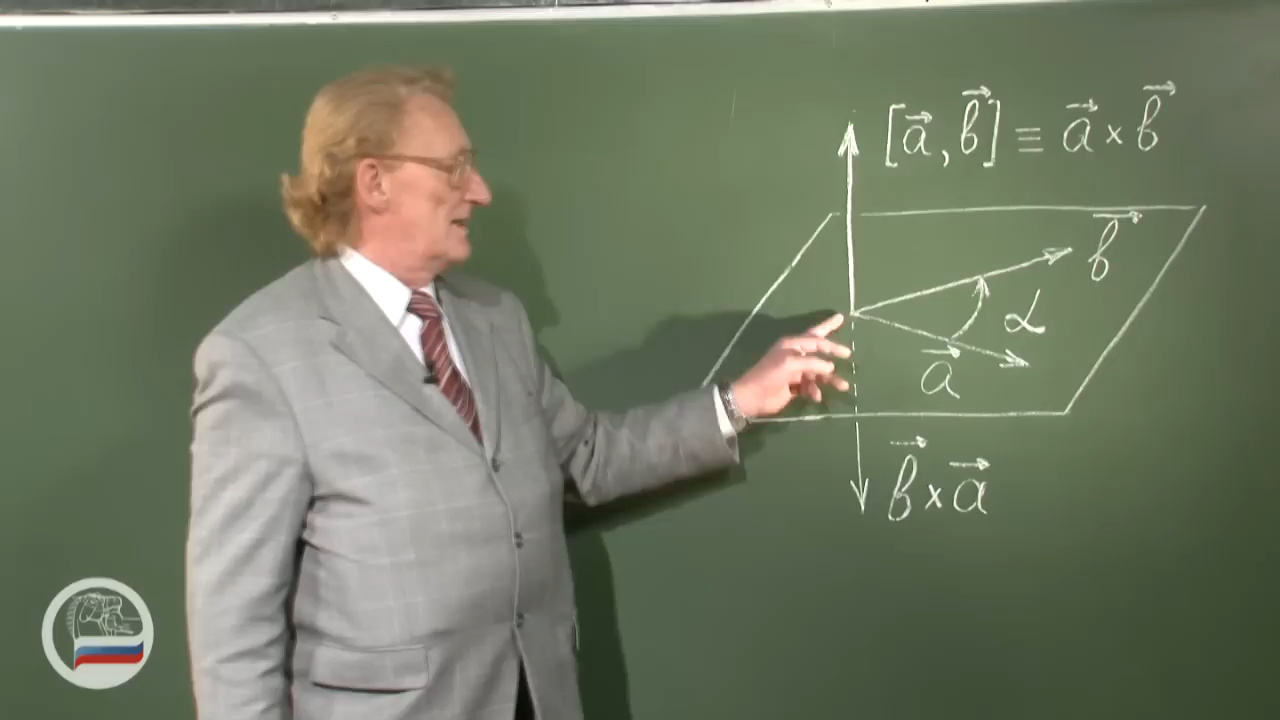 [a⃗, b⃗] ≡ a⃗ × b⃗
b⃗
α
a⃗
b⃗ × a⃗